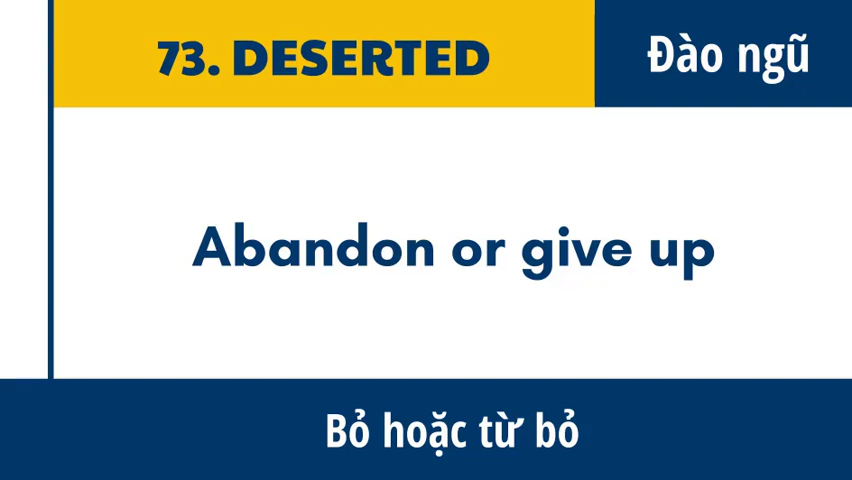 73. DESERTED
Đào ngũ
Abandon or give up
Bỏ hoặc từ bỏ